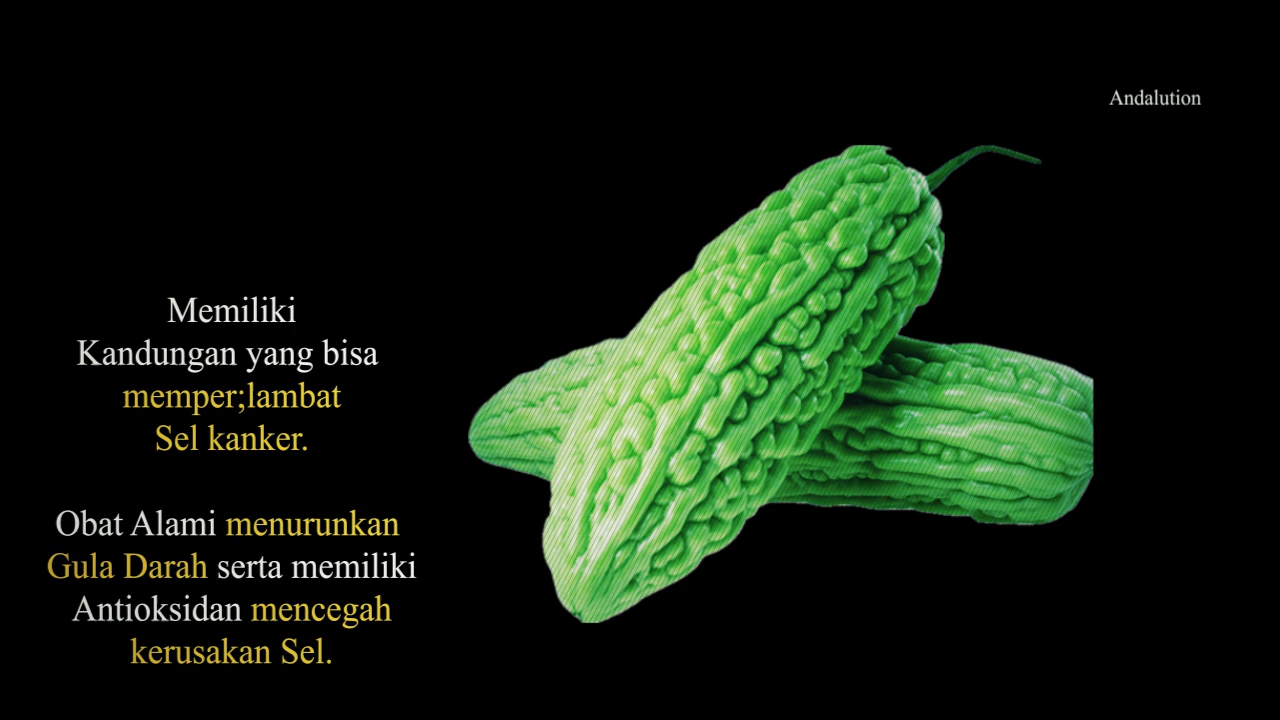 Andalution
Memiliki
Kandungan yang bisa
memper;lambat
Sel kanker.
Obat Alami menurunkan
Gula Darah serta memiliki
Antioksidan mencegah
kerusakan Sel.